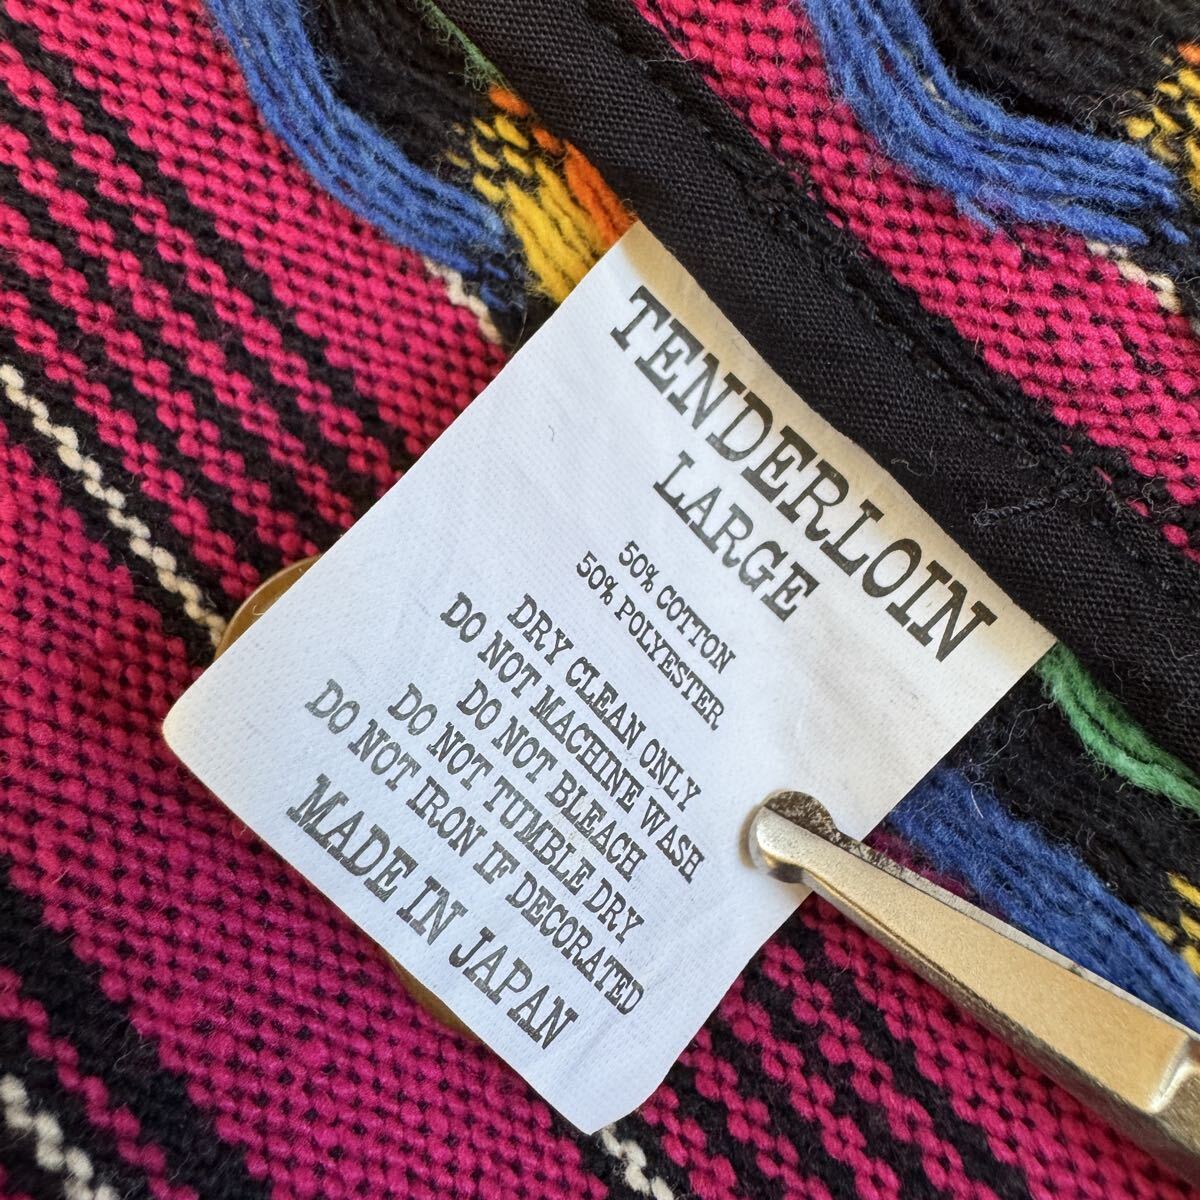 TENDERLOIN
LARGE
50% COTTON
50% POLYESTER
DRY CLEAN ONLY
DO NOT MACHINE WASH
DO NOT BLEACH
DO NOT TUMBLE DRY
DO NOT IRON IF DECORATED
MADE IN JAPAN